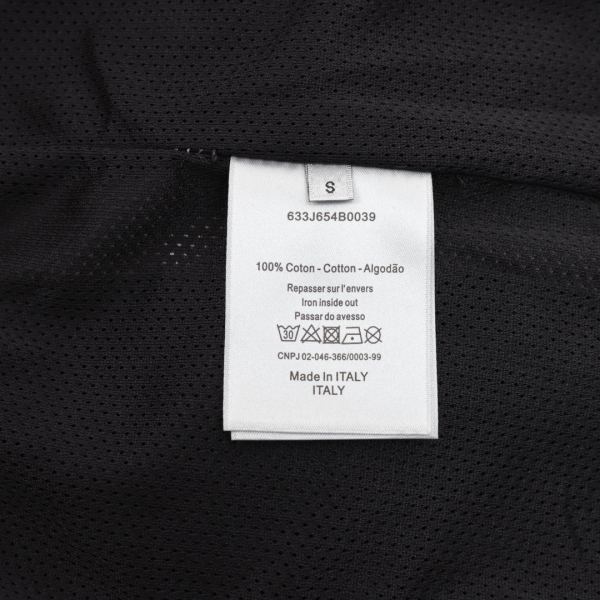 S
633J654B0039
100% Coton - Cotton - Algodão
Repasser sur l'envers
Iron inside out
Passar do avesso
30
CNPJ 02-046-366/0003-99
Made In ITALY
ITALY